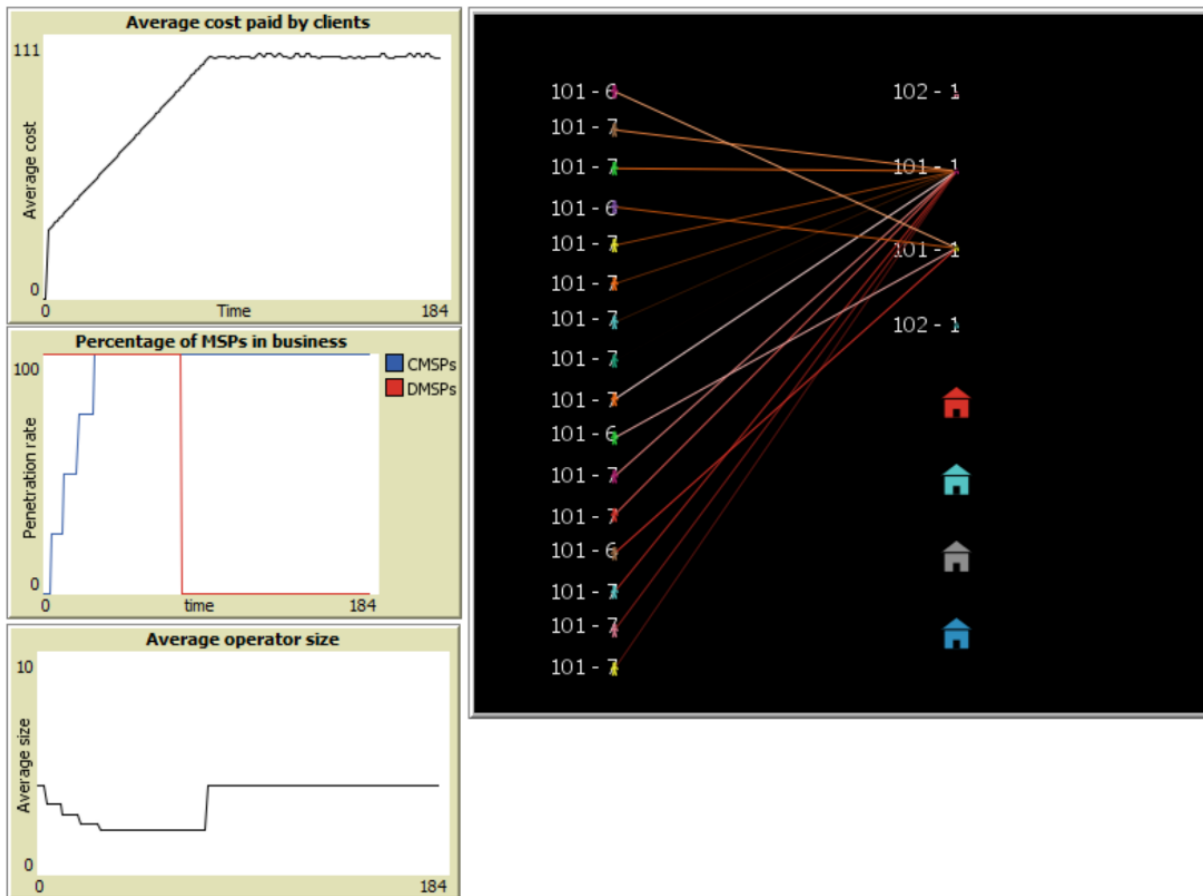 Average cost paid by clients
111
Average cost
0
0
Time
184
Percentage of MSPs in business
100
Penetration rate
0
0
time
184
CMSPs
DMSPs
Average operator size
10
Average size
0
0
184
101 - 6
101 - 7
101 - 7
101 - 6
101 - 7
101 - 7
101 - 7
101 - 7
101 - 7
101 - 6
101 - 7
101 - 7
101 - 6
101 - 7
101 - 7
101 - 7
102 - 1
101 - 1
101 - 1
102 - 1